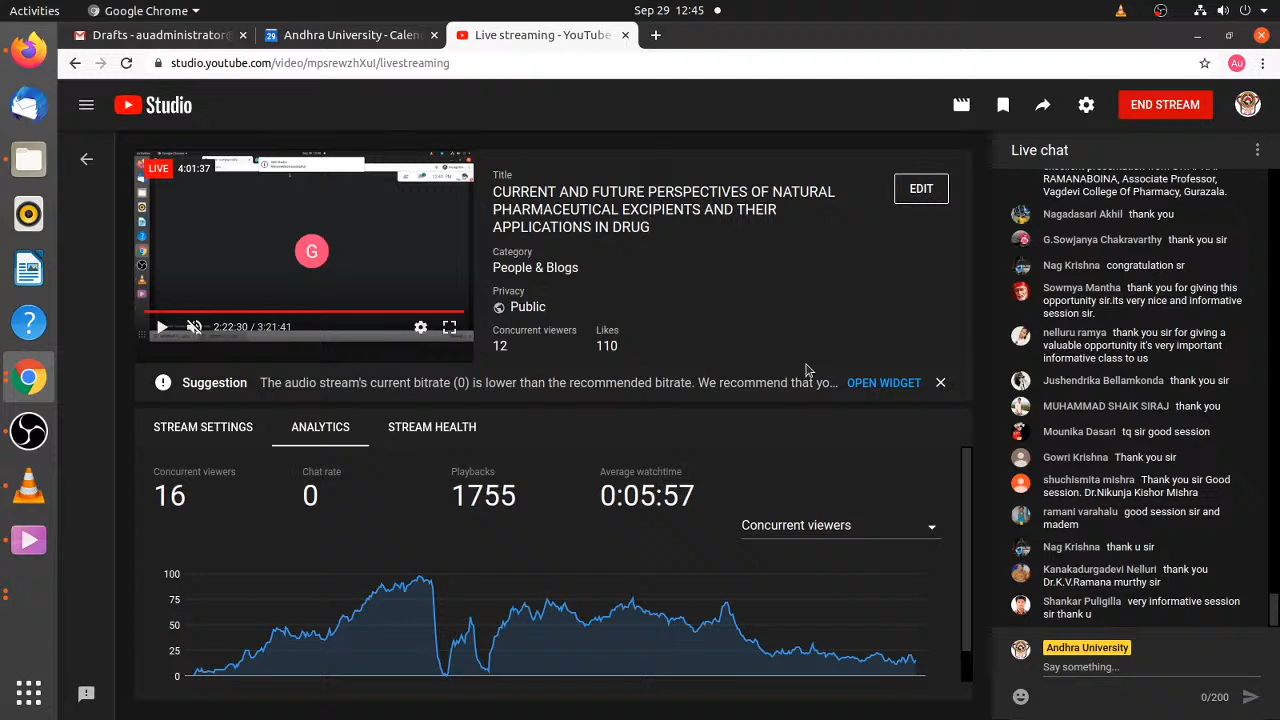 Activities
Google Chrome
Sep 29 12:45
Drafts - auadministrator@
Andhra University - Calen
Live streaming - YouTube
studio.youtube.com/video/mpsrewzhXuI/livestreaming
Au
Studio
END STREAM
LIVE 4:01:37
G
2:22:30 / 3:21:41
Title
CURRENT AND FUTURE PERSPECTIVES OF NATURAL
PHARMACEUTICAL EXCIPIENTS AND THEIR
APPLICATIONS IN DRUG
EDIT
Category
People & Blogs
Privacy
Public
Concurrent viewers
Likes
12
110
Suggestion
The audio stream's current bitrate (0) is lower than the recommended bitrate. We recommend that yo...
OPEN WIDGET
STREAM SETTINGS
ANALYTICS
STREAM HEALTH
Concurrent viewers
Chat rate
Playbacks
Average watchtime
16
0
1755
0:05:57
Concurrent viewers
100
75
50
25
0
Live chat
RAMANABOINA, Associate Professor,
Vagdevi College Of Pharmacy, Gurazala.
Nagadasari Akhil thank you
G.Sowjanya Chakravarthy thank you sir
Nag Krishna congratulation sr
Sowmya Mantha thank you for giving this
opportunity sir.its very nice and informative
session sir.
nelluru ramya thank you sir for giving a
valuable opportunity it's very important
informative class to us
Jushendrika Bellamkonda thank you sir
MUHAMMAD SHAIK SIRAJ thank you
Mounika Dasari tq sir good session
Gowri Krishna Thank you sir
shuchismita mishra Thank you sir Good
session. Dr.Nikunja Kishor Mishra
ramani varahalu good session sir and
madem
Nag Krishna thank u sir
Kanakadurgadevi Nelluri thank you
Dr.K.V.Ramana murthy sir
Shankar Puligilla very informative session
sir thank u
Andhra University
Say something...
0/200